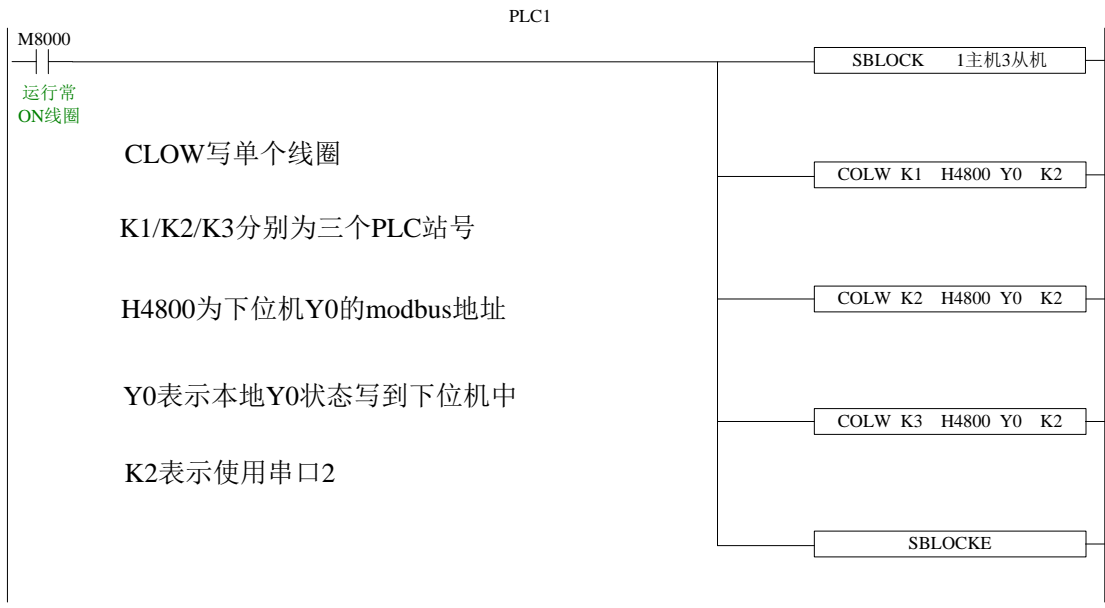 PLC1
M8000
运行常
ON线圈
SBLOCK 1主机3从机
CLOW写单个线圈
COLW K1 H4800 Y0 K2
K1/K2/K3分别为三个PLC站号
H4800为下位机Y0的modbus地址
COLW K2 H4800 Y0 K2
Y0表示本地Y0状态写到下位机中
COLW K3 H4800 Y0 K2
K2表示使用串口2
SBLOCKE